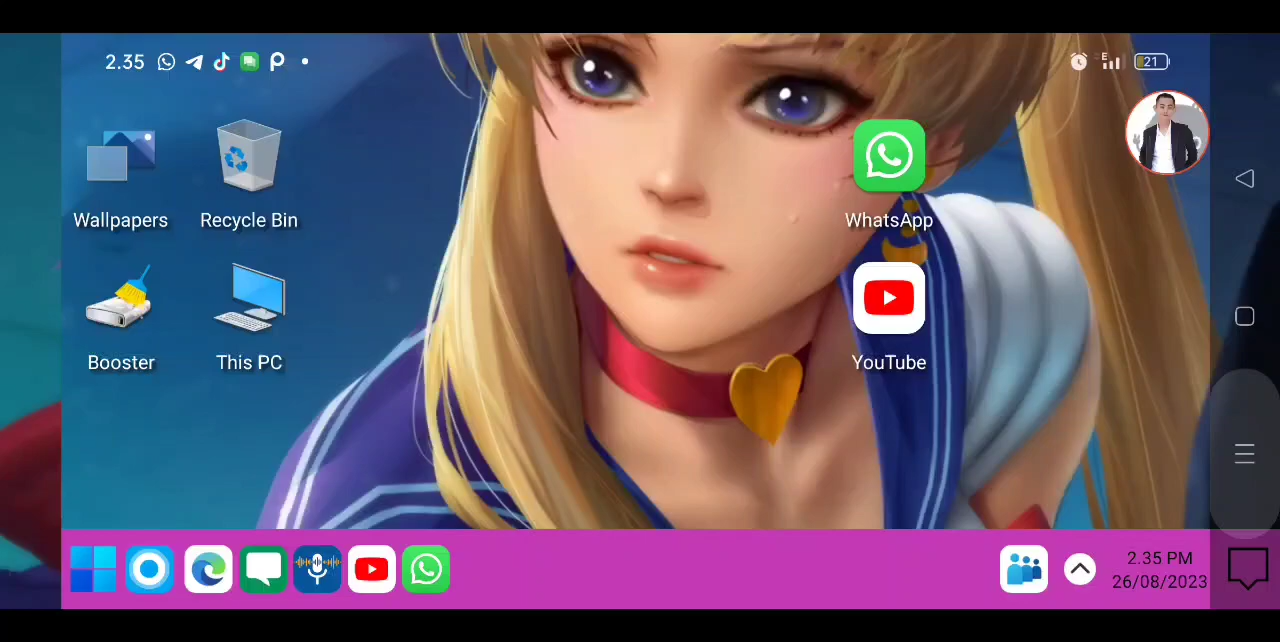 2.35
E
21
Wallpapers
Recycle Bin
WhatsApp
Booster
This PC
YouTube
2.35 PM
26/08/2023